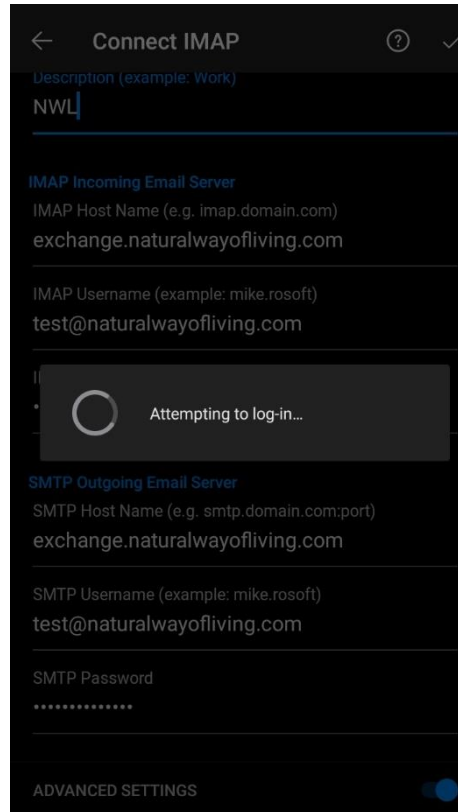 Connect IMAP
Description (example: Work)
NWL
IMAP Incoming Email Server
IMAP Host Name (e.g. imap.domain.com)
exchange.naturalwayofliving.com
IMAP Username (example: mike.rosoft)
test@naturalwayofliving.com
Attempting to log-in...
SMTP Outgoing Email Server
SMTP Host Name (e.g. smtp.domain.com:port)
exchange.naturalwayofliving.com
SMTP Username (example: mike.rosoft)
test@naturalwayofliving.com
SMTP Password
••••••••••••••
ADVANCED SETTINGS